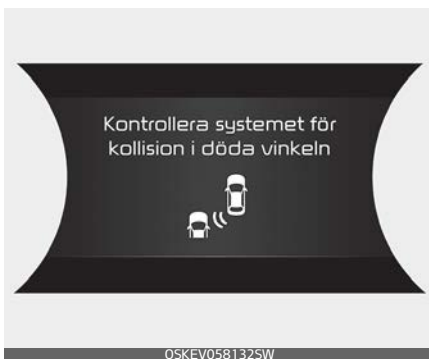 Kontrollera systemet för
kollision i döda vinkeln
OSKEV058132SW